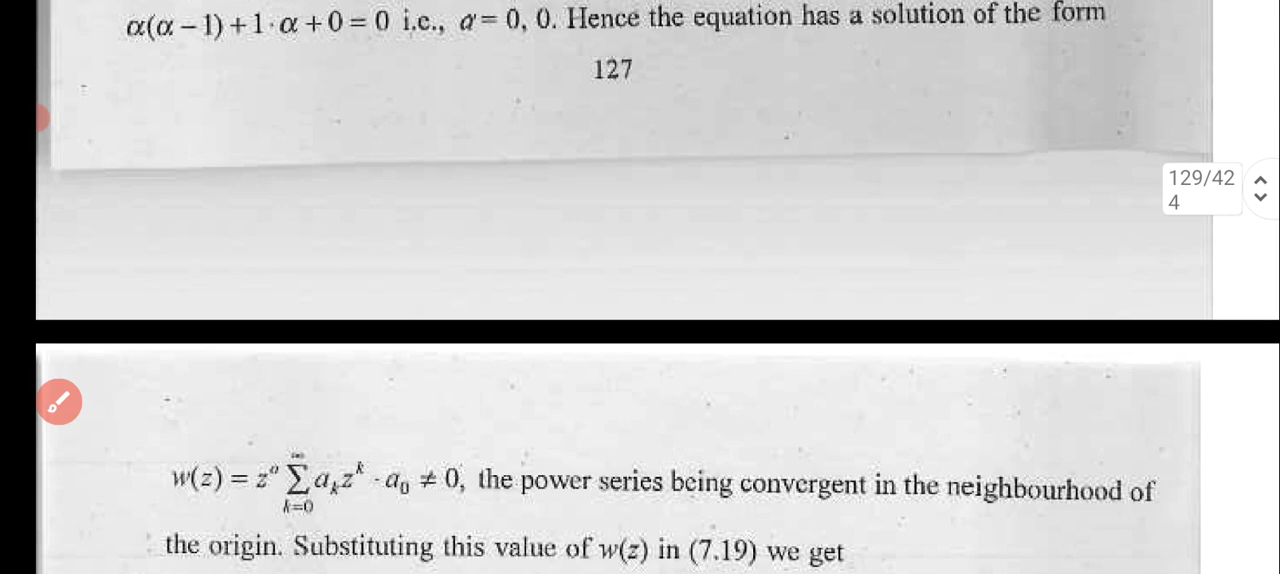 α(α – 1) + 1 · α + 0 = 0 i.e., α = 0, 0. Hence the equation has a solution of the form
127
129/42
4
w(z) = z^o ∑_{k=0}^{∞} a_k z^k · a_0 ≠ 0, the power series being convergent in the neighbourhood of
the origin. Substituting this value of w(z) in (7.19) we get